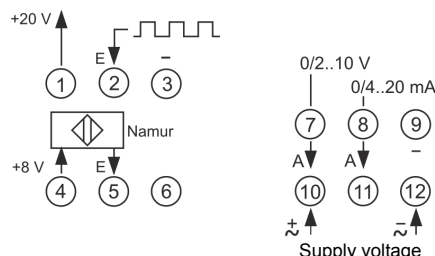 +20 V
E
1
2
–
3
Namur
+8 V
E
4
5
6
0/2..10 V
0/4..20 mA
7
8
9
A
A
–
10
11
12
+
~
–
~
Supply voltage